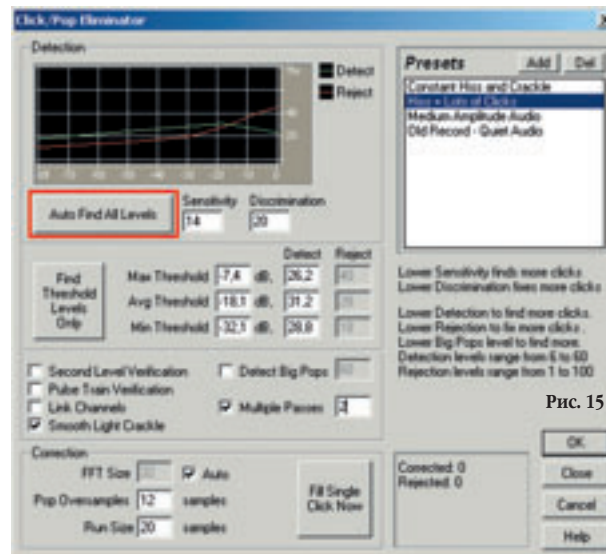 Click/Pop Eliminator
Detection
Detect
Reject
Auto Find All Levels
Sensitivity
14
Discrimination
20
Detect Reject
Find Threshold Levels Only
Max Threshold -7,4 dB, 26,2
Avg Threshold -18,1 dB, 31,2
Min Threshold -32,1 dB, 28,8
Second Level Verification
Pulse Train Verification
Link Channels
Smooth Light Crackle
Detect Big Pops
Multiple Passes 2
Correction
FFT Size
Auto
Pop Oversamples 12 samples
Run Size 20 samples
Fill Single Click Now
Presets Add Del
Constant Hiss and Crackle
Hiss + Lots of Clicks
Medium Amplitude Audio
Old Record - Quiet Audio
Lower Sensitivity finds more clicks
Lower Discrimination fixes more clicks
Lower Detection to find more clicks.
Lower Rejection to fix more clicks.
Lower Big Pops level to find more.
Detection levels range from 6 to 60
Rejection levels range from 1 to 100
Рис. 15
Corrected: 0
Rejected: 0
OK
Close
Cancel
Help